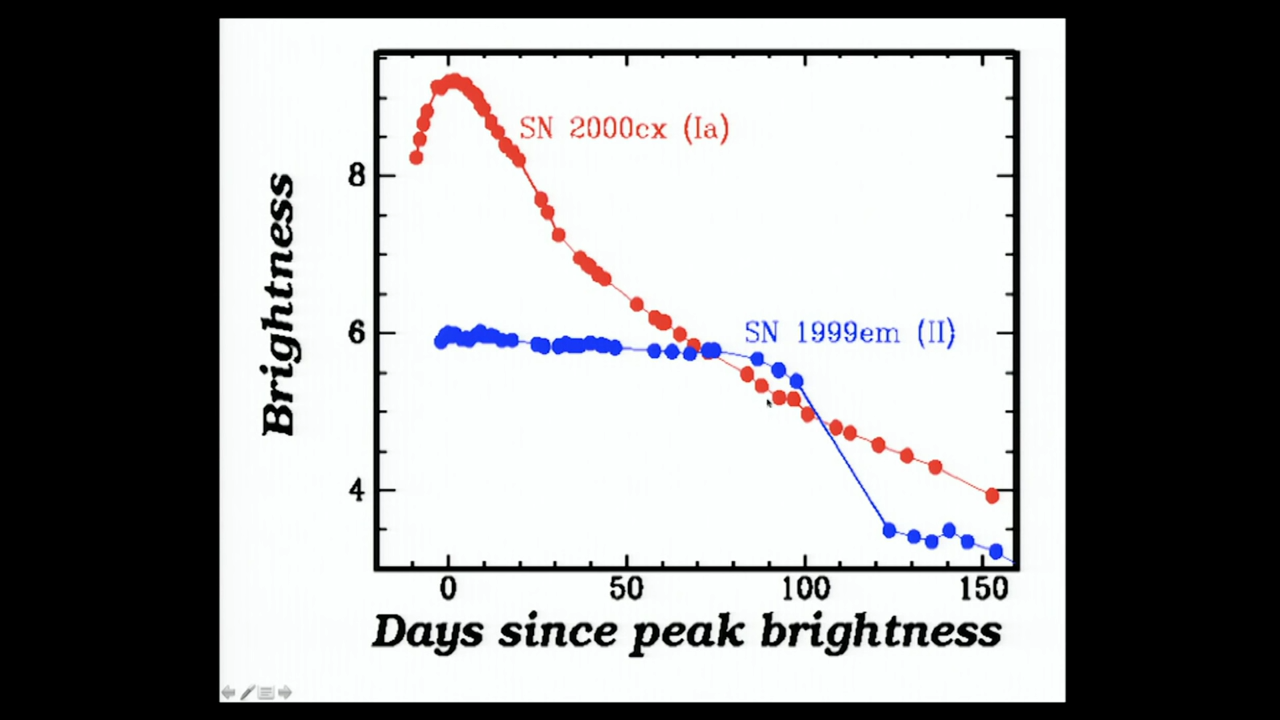 SN 2000cx (Ia)
8
Brightness
6
SN 1999em (II)
4
0 50 100 150
Days since peak brightness